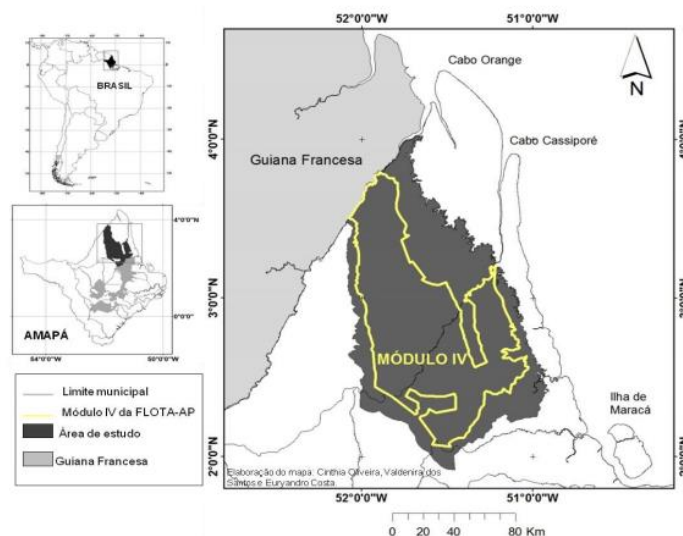 BRASIL
4°0'0"N
0°0'0"
AMAPÁ
54°0'0"W
50°0'0"W
Limite municipal
Módulo IV da FLOTA-AP
Área de estudo
Guiana Francesa
52°0'0"W
51°0'0"W
Cabo Orange
N
Cabo Cassiporé
4°0'0"N
Guiana Francesa
3°0'0"N
MÓDULO IV
Ilha de
Maracá
2°0'0"N
Elaboração do mapa: Cinthia Oliveira, Valdenira dos
Santos e Euryandro Costa.
52°0'0"W
51°0'0"W
0 20 40 80 Km